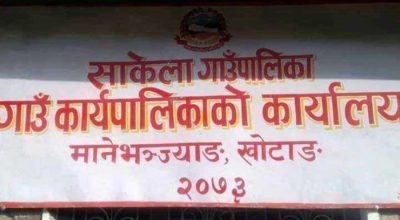 साकेला गाउँपालिका
गाउँ कार्यपालिकाको कार्यालय
मानेभञ्ज्याङ, खोटाङ
२०७३